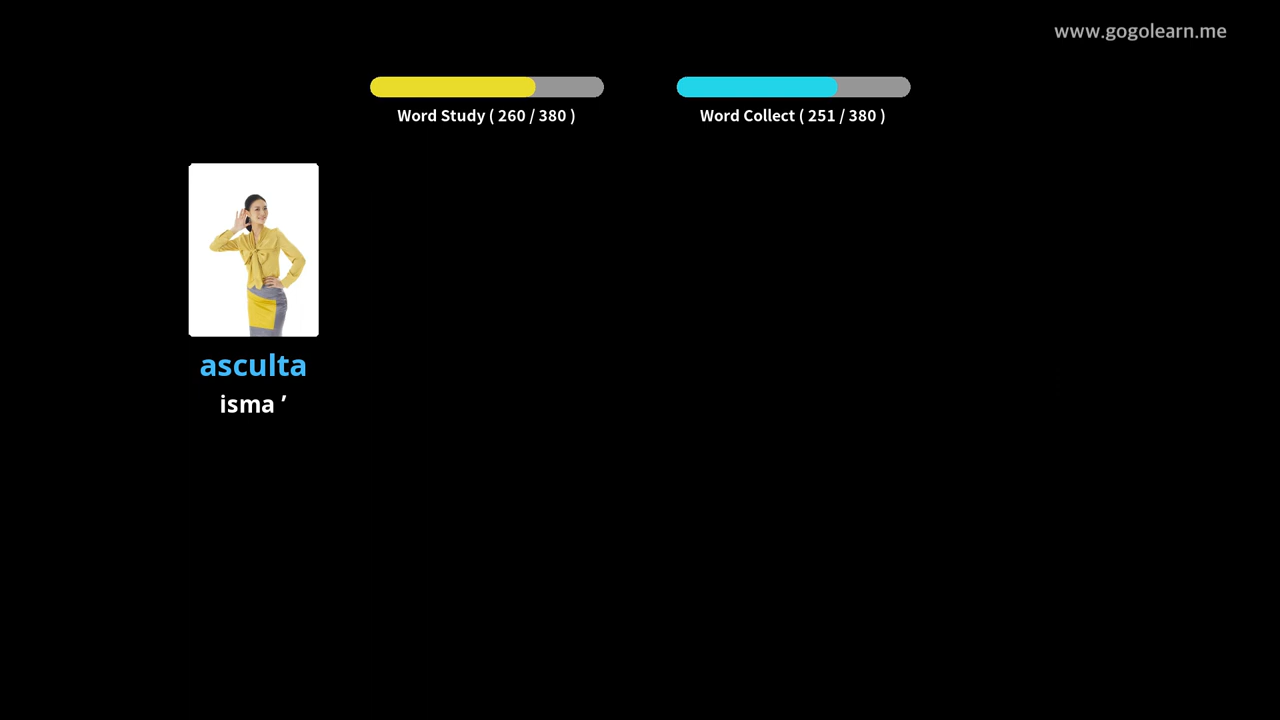 www.gogolearn.me
Word Study ( 260 / 380 )
Word Collect ( 251 / 380 )
asculta
isma ’